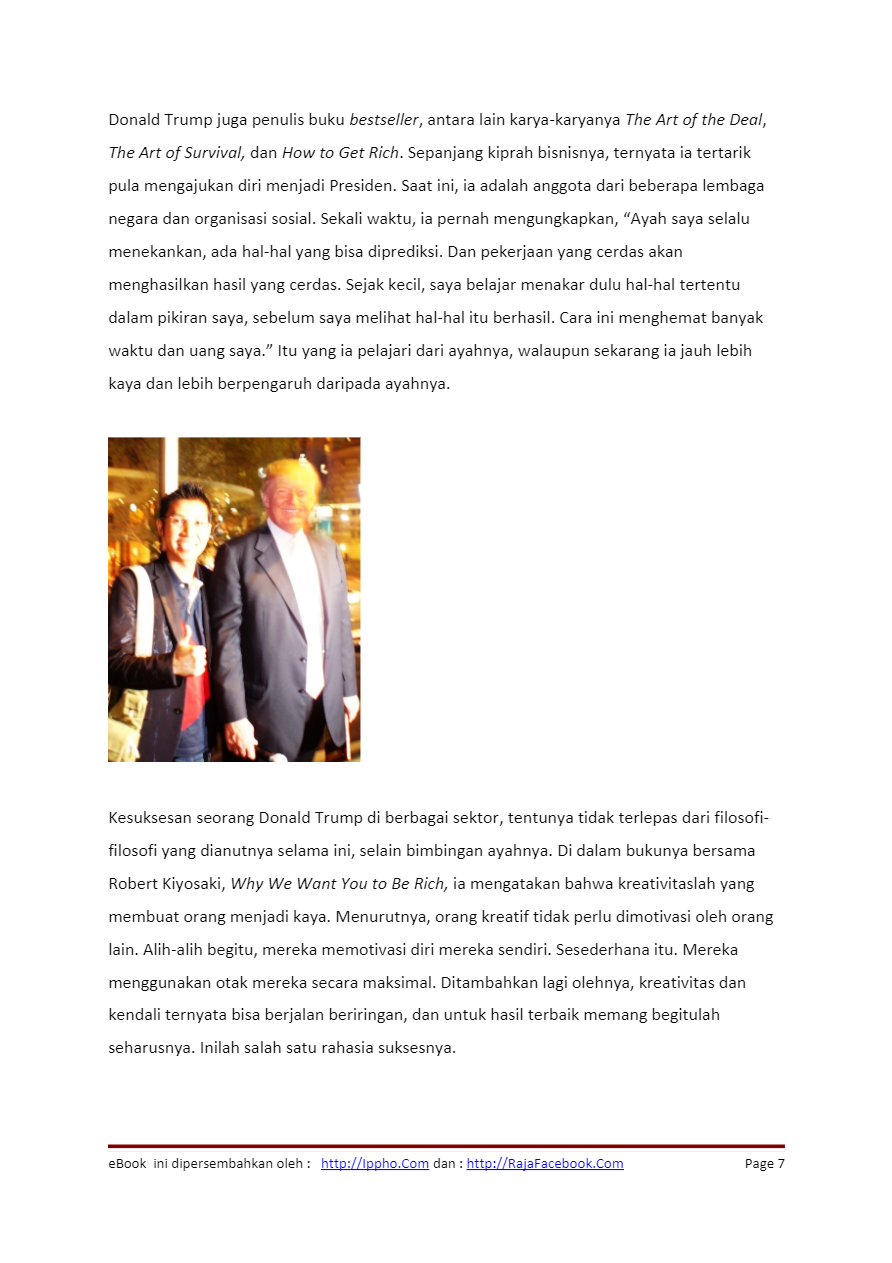 Donald Trump juga penulis buku bestseller, antara lain karya-karyanya The Art of the Deal,
The Art of Survival, dan How to Get Rich. Sepanjang kiprah bisnisnya, ternyata ia tertarik
pula mengajukan diri menjadi Presiden. Saat ini, ia adalah anggota dari beberapa lembaga
negara dan organisasi sosial. Sekali waktu, ia pernah mengungkapkan, “Ayah saya selalu
menekankan, ada hal-hal yang bisa diprediksi. Dan pekerjaan yang cerdas akan
menghasilkan hasil yang cerdas. Sejak kecil, saya belajar menakar dulu hal-hal tertentu
dalam pikiran saya, sebelum saya melihat hal-hal itu berhasil. Cara ini menghemat banyak
waktu dan uang saya.” Itu yang ia pelajari dari ayahnya, walaupun sekarang ia jauh lebih
kaya dan lebih berpengaruh daripada ayahnya.
Kesuksesan seorang Donald Trump di berbagai sektor, tentunya tidak terlepas dari filosofi-
filosofi yang dianutnya selama ini, selain bimbingan ayahnya. Di dalam bukunya bersama
Robert Kiyosaki, Why We Want You to Be Rich, ia mengatakan bahwa kreativitaslah yang
membuat orang menjadi kaya. Menurutnya, orang kreatif tidak perlu dimotivasi oleh orang
lain. Alih-alih begitu, mereka memotivasi diri mereka sendiri. Sesederhana itu. Mereka
menggunakan otak mereka secara maksimal. Ditambahkan lagi olehnya, kreativitas dan
kendali ternyata bisa berjalan beriringan, dan untuk hasil terbaik memang begitulah
seharusnya. Inilah salah satu rahasia suksesnya.
eBook ini dipersembahkan oleh : http://Ippho.Com dan : http://RajaFacebook.Com Page 7